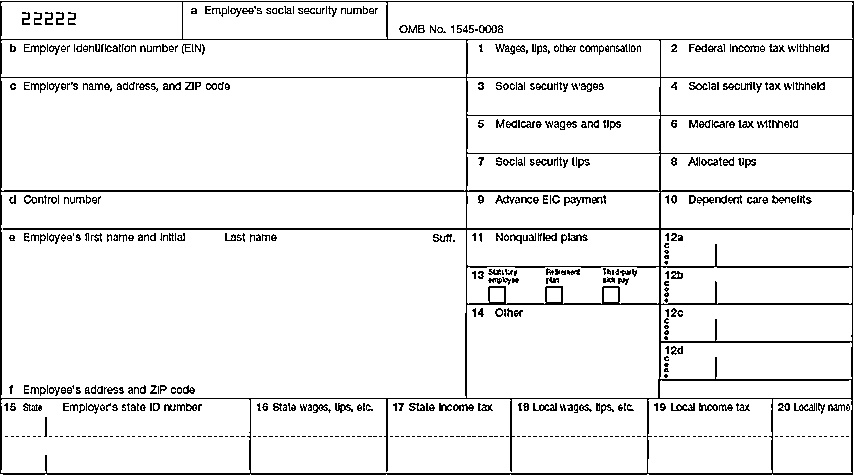 22222
a Employee's social security number
OMB No. 1545-0008
b Employer identification number (EIN)
1 Wages, tips, other compensation
2 Federal income tax withheld
c Employer's name, address, and ZIP code
3 Social security wages
4 Social security tax withheld
5 Medicare wages and tips
6 Medicare tax withheld
7 Social security tips
8 Allocated tips
d Control number
9 Advance EIC payment
10 Dependent care benefits
e Employee's first name and initial
Last name
Suff.
11 Nonqualified plans
12a
Code
13 Statutory employee
Retirement plan
Third-party sick pay
12b
Code
14 Other
12c
Code
12d
Code
f Employee's address and ZIP code
15 State
Employer's state ID number
16 State wages, tips, etc.
17 State income tax
18 Local wages, tips, etc.
19 Local income tax
20 Locality name